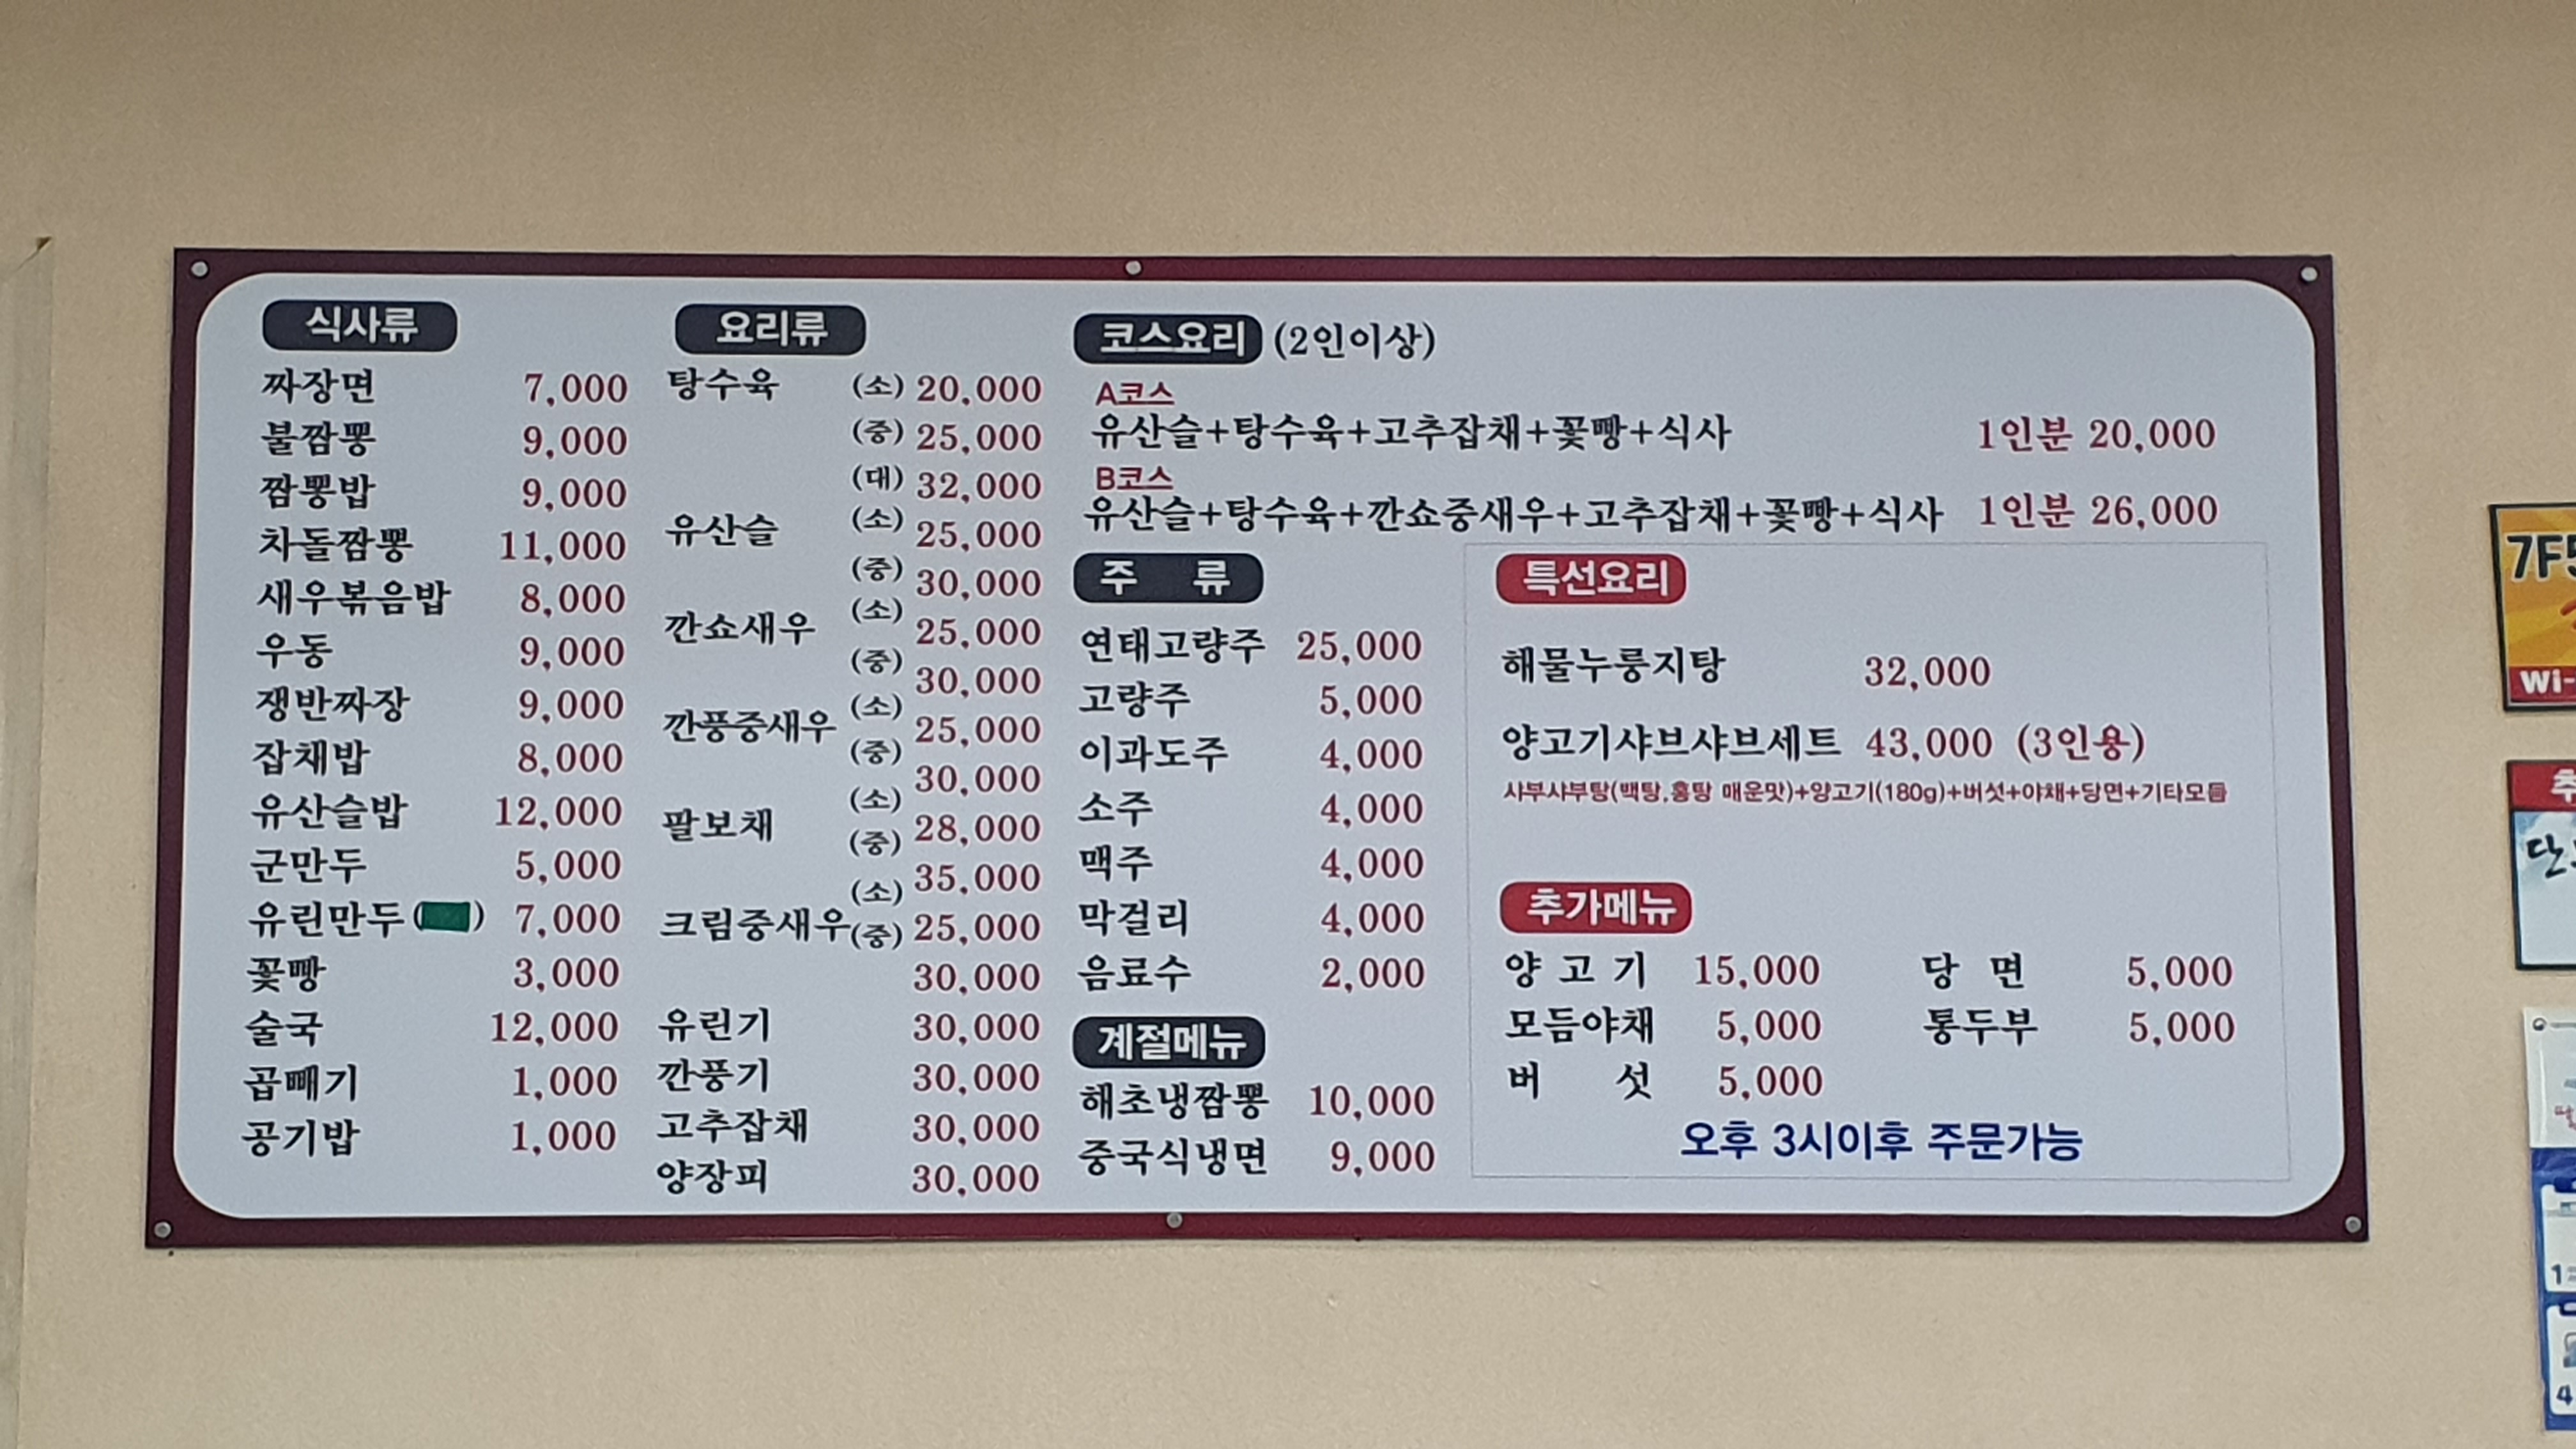 식사류
짜장면 7,000
불짬뽕 9,000
짬뽕밥 9,000
차돌짬뽕 11,000
새우볶음밥 8,000
우동 9,000
쟁반짜장 9,000
잡채밥 8,000
유산슬밥 12,000
군만두 5,000
유린만두( ) 7,000
꽃빵 3,000
술국 12,000
곱빼기 1,000
공기밥 1,000
요리류
탕수육 (소) 20,000
(중) 25,000
(대) 32,000
유산슬 (소) 25,000
(중) 30,000
깐쇼새우 (소) 25,000
(중) 30,000
깐풍중새우 (소) 25,000
(중) 30,000
팔보채 (소) 28,000
(중) 35,000
크림중새우 (소) 25,000
(중) 30,000
유린기 30,000
깐풍기 30,000
고추잡채 30,000
양장피 30,000
코스요리 (2인이상)
A코스
유산슬+탕수육+고추잡채+꽃빵+식사 1인분 20,000
B코스
유산슬+탕수육+깐쇼중새우+고추잡채+꽃빵+식사 1인분 26,000
주 류
연태고량주 25,000
고량주 5,000
이과도주 4,000
소주 4,000
맥주 4,000
막걸리 4,000
음료수 2,000
계절메뉴
해초냉짬뽕 10,000
중국식냉면 9,000
특선요리
해물누룽지탕 32,000
양고기샤브샤브세트 43,000 (3인용)
샤부샤부탕(백탕,홍탕 매운맛)+양고기(180g)+버섯+야채+당면+기타모듬
추가메뉴
양 고 기 15,000 당 면 5,000
모듬야채 5,000 통두부 5,000
버 섯 5,000
오후 3시이후 주문가능
7F5
Wi-